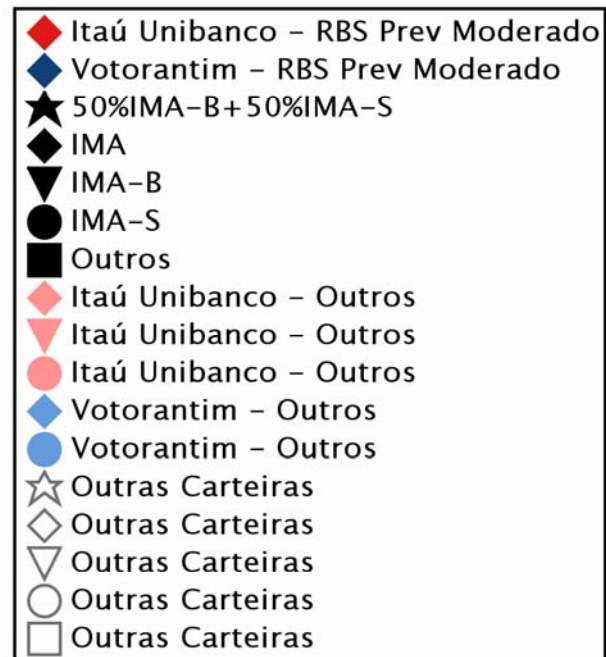 Itaú Unibanco – RBS Prev Moderado
Votorantim – RBS Prev Moderado
50%IMA–B+50%IMA–S
IMA
IMA–B
IMA–S
Outros
Itaú Unibanco – Outros
Itaú Unibanco – Outros
Itaú Unibanco – Outros
Votorantim – Outros
Votorantim – Outros
Outras Carteiras
Outras Carteiras
Outras Carteiras
Outras Carteiras
Outras Carteiras